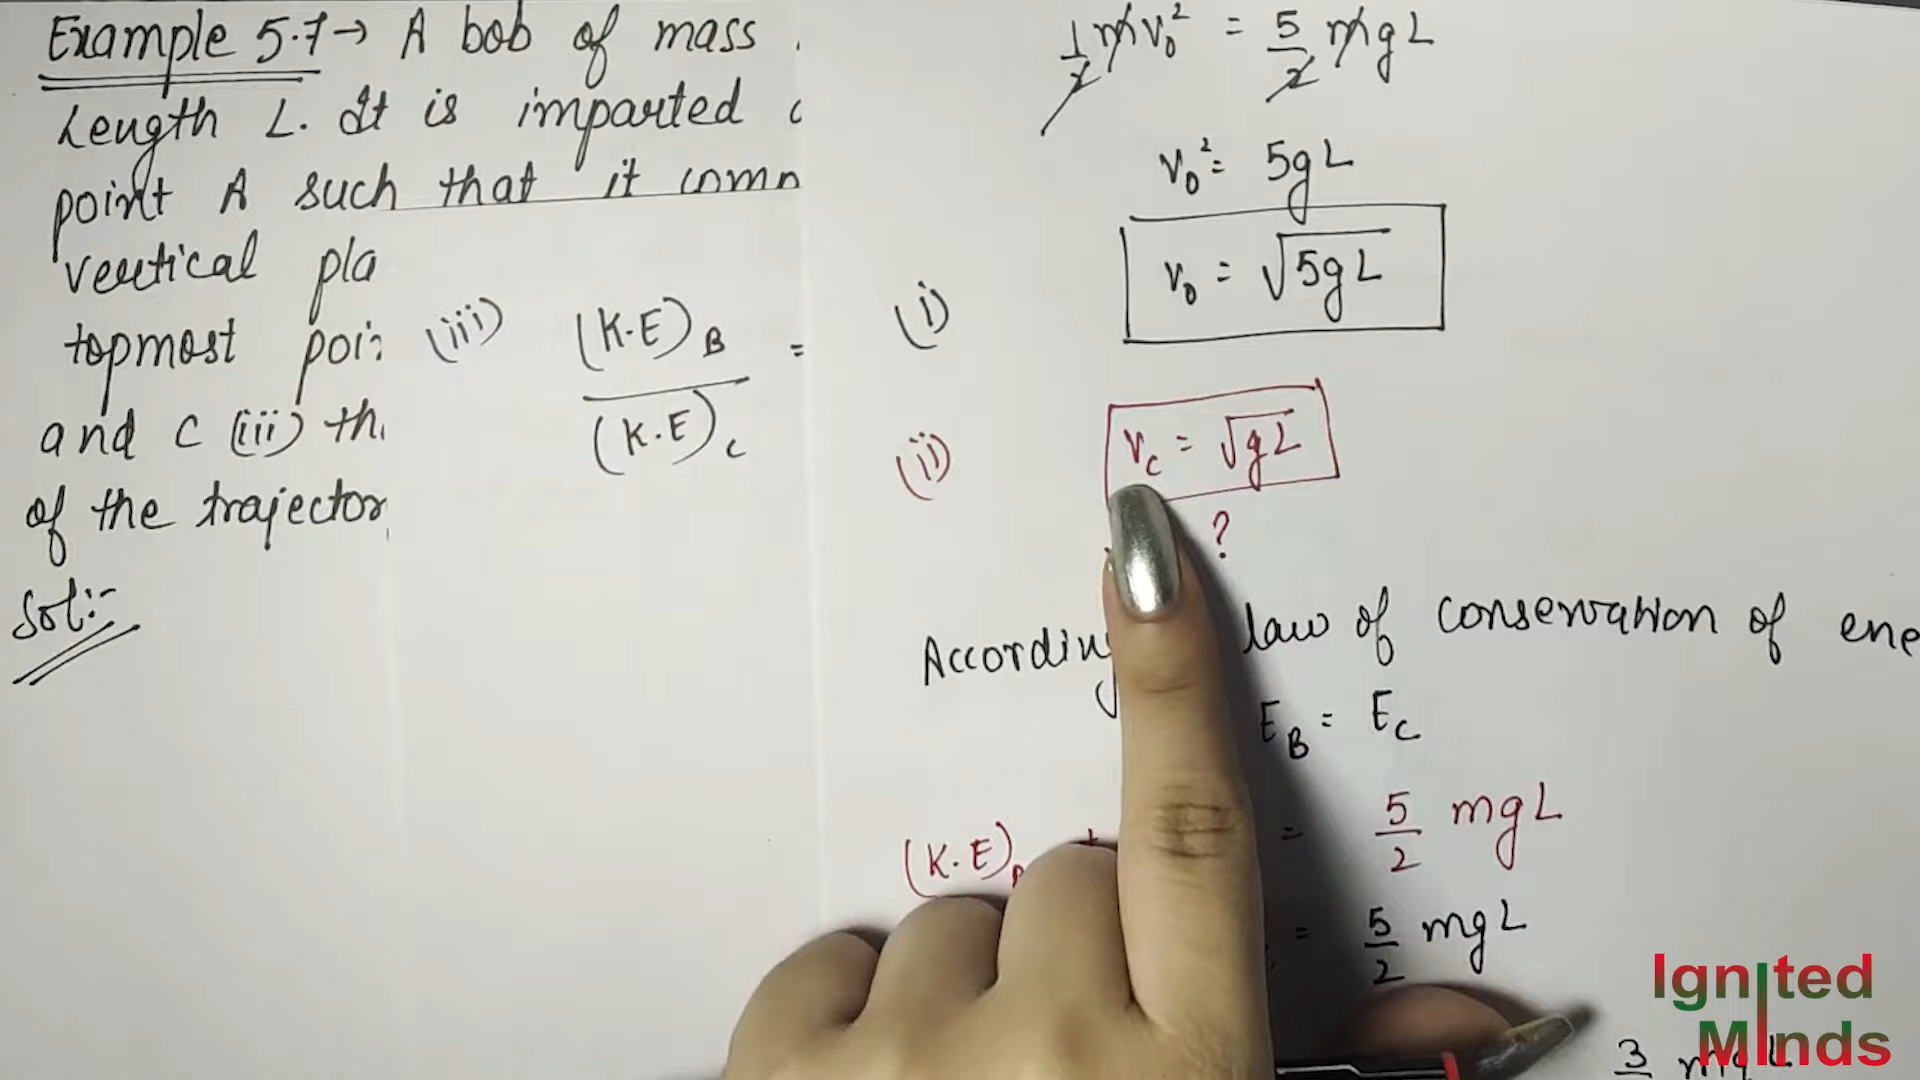 Example 5.7→ A bob of mass
Length L. It is imparted
point A such that it
vertical pla
topmost poin
and C (iii) th
of the trajector
Sol:-
(iii) (K.E)B / (K.E)C =
1/2 mv₀² = 5/2 mgL
v₀² = 5gL
(i) v₀ = √5gL
(ii) vC = √gL
?
According law of conservation of ene
EB = EC
(K.E) + = 5/2 mgL
= 5/2 mgL
3 mgL
Ignited
Minds